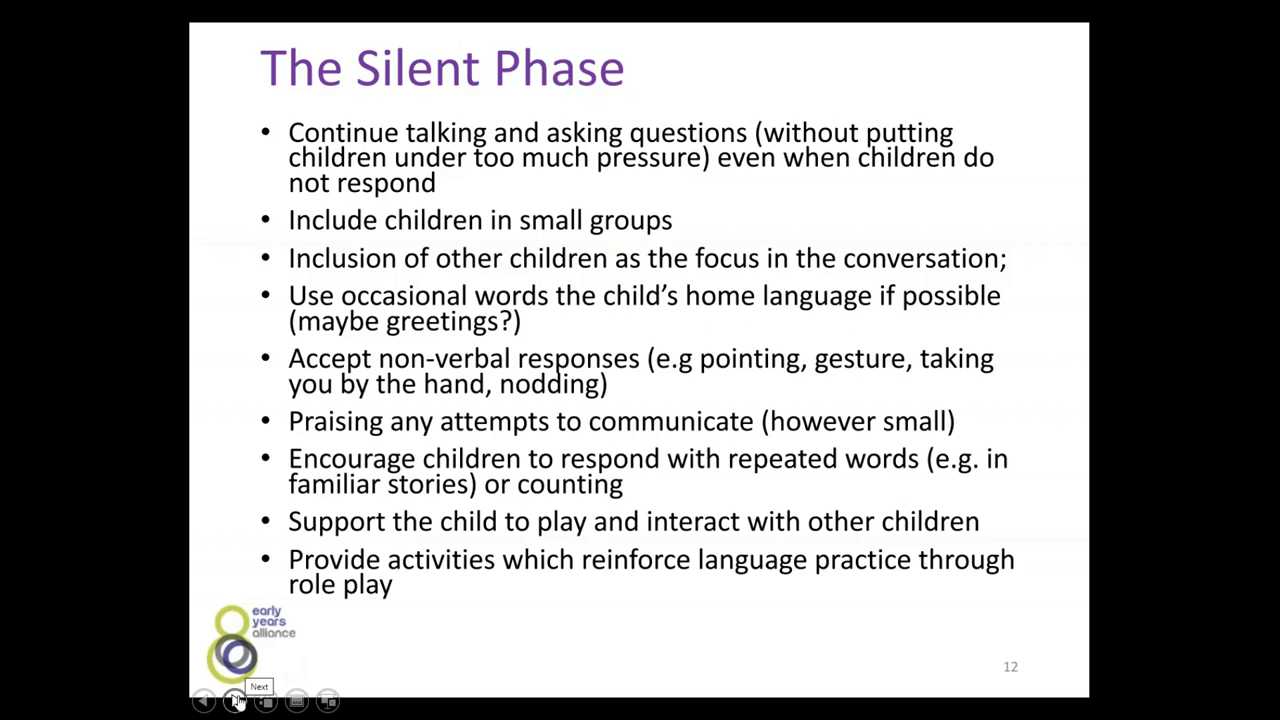 The Silent Phase
• Continue talking and asking questions (without putting
children under too much pressure) even when children do
not respond
• Include children in small groups
• Inclusion of other children as the focus in the conversation;
• Use occasional words the child’s home language if possible
(maybe greetings?)
• Accept non-verbal responses (e.g pointing, gesture, taking
you by the hand, nodding)
• Praising any attempts to communicate (however small)
• Encourage children to respond with repeated words (e.g. in
familiar stories) or counting
• Support the child to play and interact with other children
• Provide activities which reinforce language practice through
role play
early
years
alliance
12
Next